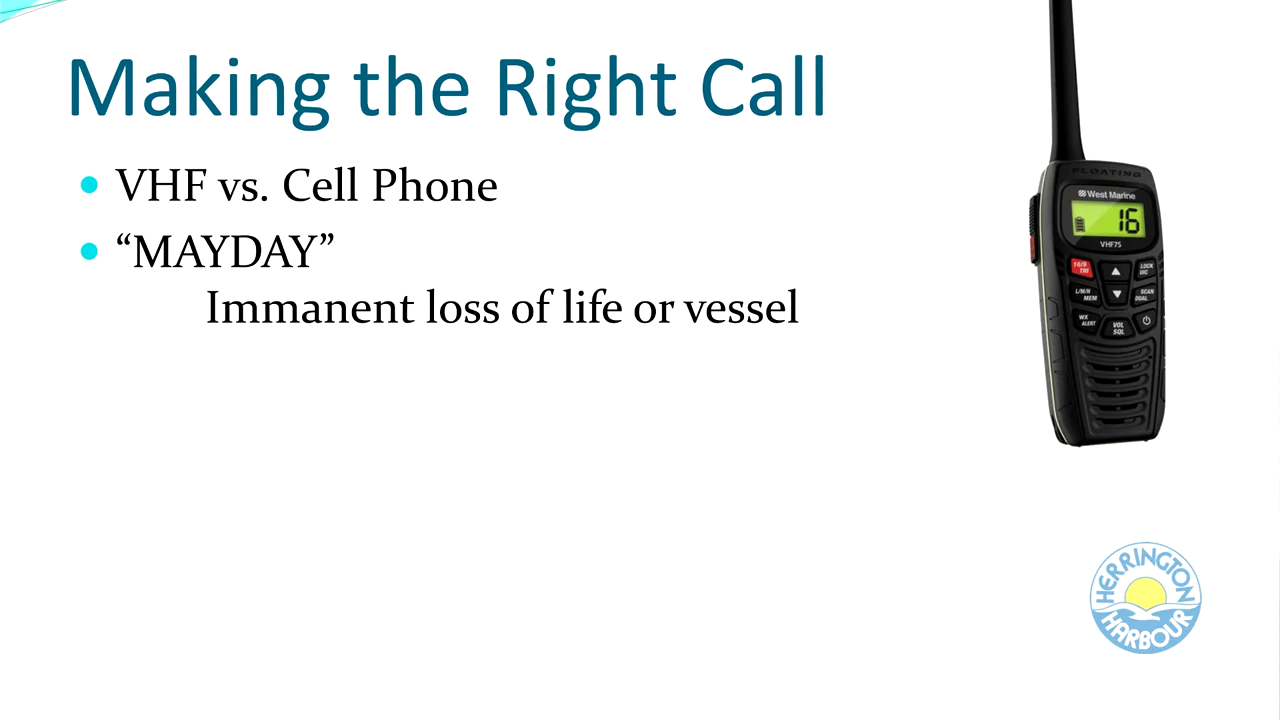 Making the Right Call
VHF vs. Cell Phone
“MAYDAY”
Immanent loss of life or vessel
FLOATING
West Marine
16
VHF75
16/9
TRI
LOCK
L/M/H
MEM
SCAN
DUAL
WX
ALERT
VOL
SQL
HERRINGTON
HARBOUR